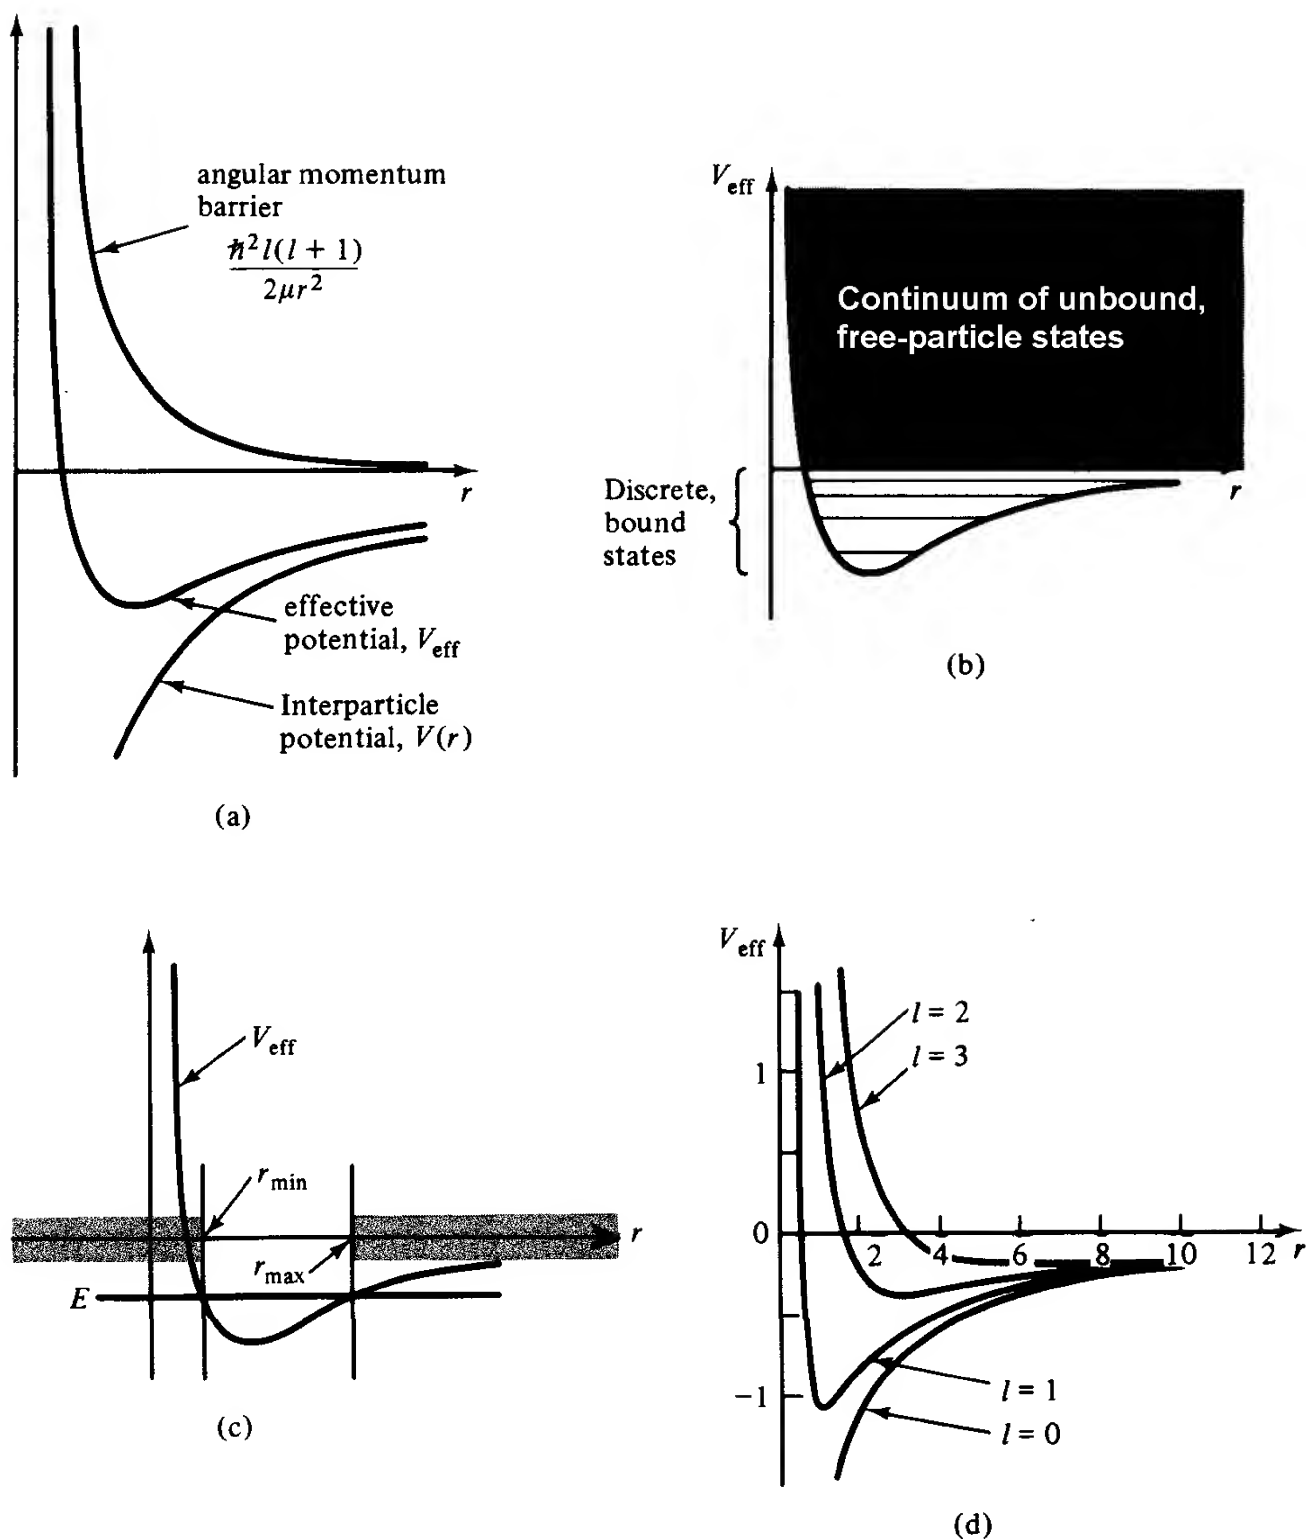 angular momentum
barrier
ℏ²l(l + 1)
2μr²
r
effective
potential, V_eff
Interparticle
potential, V(r)
(a)
V_eff
Continuum of unbound,
free-particle states
Discrete,
bound
states
r
(b)
V_eff
r_min
r
r_max
E
(c)
V_eff
l = 2
l = 3
1
0
2 4 6 8 10 12 r
−1
l = 1
l = 0
(d)